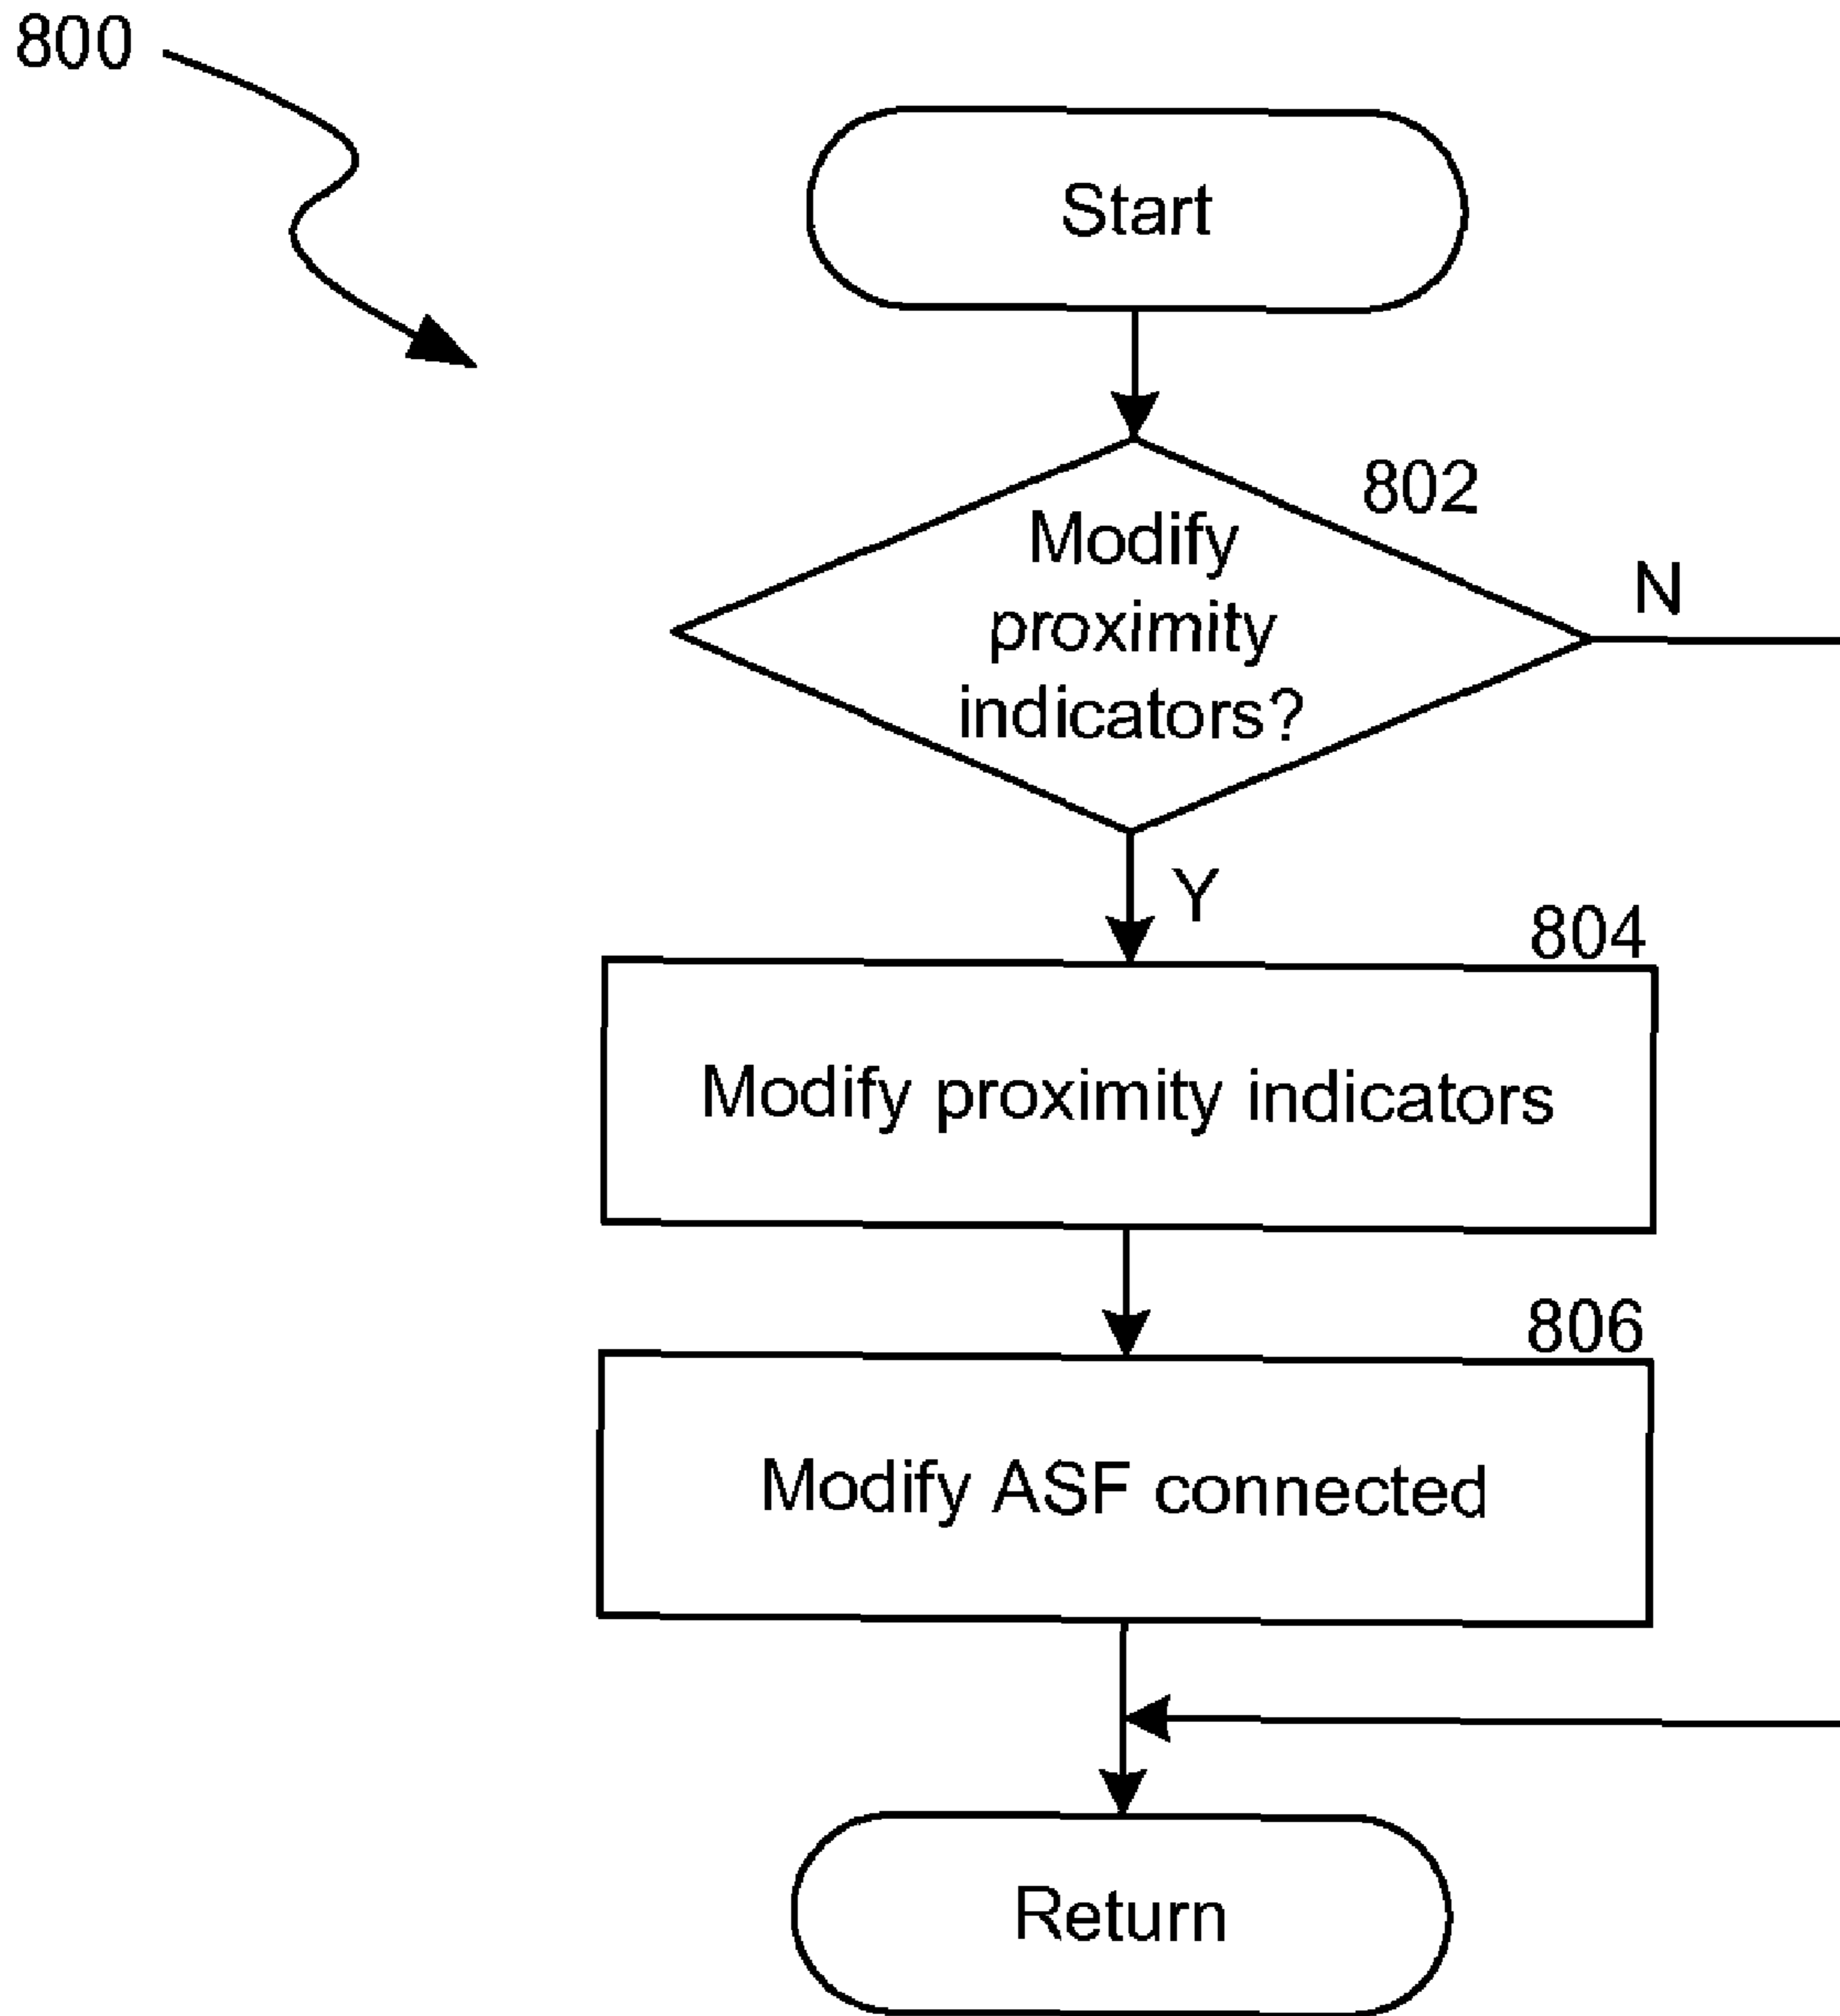 800
Start
802
Modify
proximity
indicators?
N
Y
804
Modify proximity indicators
806
Modify ASF connected
Return